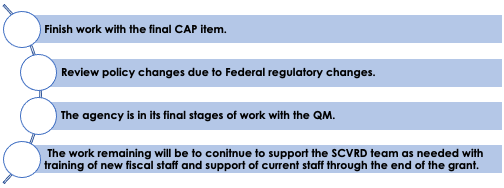 Finish work with the final CAP item.
Review policy changes due to Federal regulatory changes.
The agency is in its final stages of work with the QM.
The work remaining will be to conitnue to support the SCVRD team as needed with
training of new fiscal staff and support of current staff through the end of the grant.